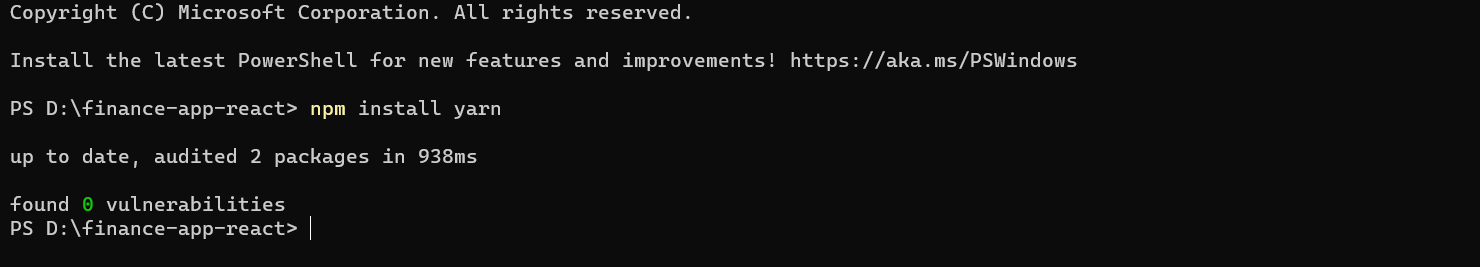 Copyright (C) Microsoft Corporation. All rights reserved.
Install the latest PowerShell for new features and improvements! https://aka.ms/PSWindows
PS D:\finance-app-react> npm install yarn
up to date, audited 2 packages in 938ms
found 0 vulnerabilities
PS D:\finance-app-react>